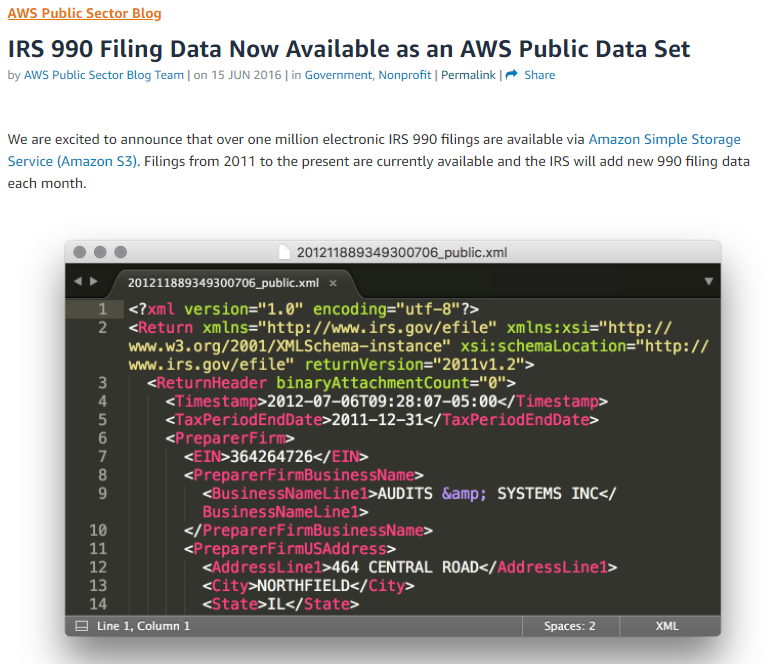 AWS Public Sector Blog
IRS 990 Filing Data Now Available as an AWS Public Data Set
by AWS Public Sector Blog Team | on 15 JUN 2016 | in Government, Nonprofit | Permalink | Share
We are excited to announce that over one million electronic IRS 990 filings are available via Amazon Simple Storage
Service (Amazon S3). Filings from 2011 to the present are currently available and the IRS will add new 990 filing data
each month.
201211889349300706_public.xml
201211889349300706_public.xml ×
1 <?xml version="1.0" encoding="utf-8"?>
2 <Return xmlns="http://www.irs.gov/efile" xmlns:xsi="http://
www.w3.org/2001/XMLSchema-instance" xsi:schemaLocation="http://
www.irs.gov/efile" returnVersion="2011v1.2">
3 <ReturnHeader binaryAttachmentCount="0">
4 <Timestamp>2012-07-06T09:28:07-05:00</Timestamp>
5 <TaxPeriodEndDate>2011-12-31</TaxPeriodEndDate>
6 <PreparerFirm>
7 <EIN>364264726</EIN>
8 <PreparerFirmBusinessName>
9 <BusinessNameLine1>AUDITS &amp; SYSTEMS INC</
BusinessNameLine1>
10 </PreparerFirmBusinessName>
11 <PreparerFirmUSAddress>
12 <AddressLine1>464 CENTRAL ROAD</AddressLine1>
13 <City>NORTHFIELD</City>
14 <State>IL</State>
Line 1, Column 1 Spaces: 2 XML